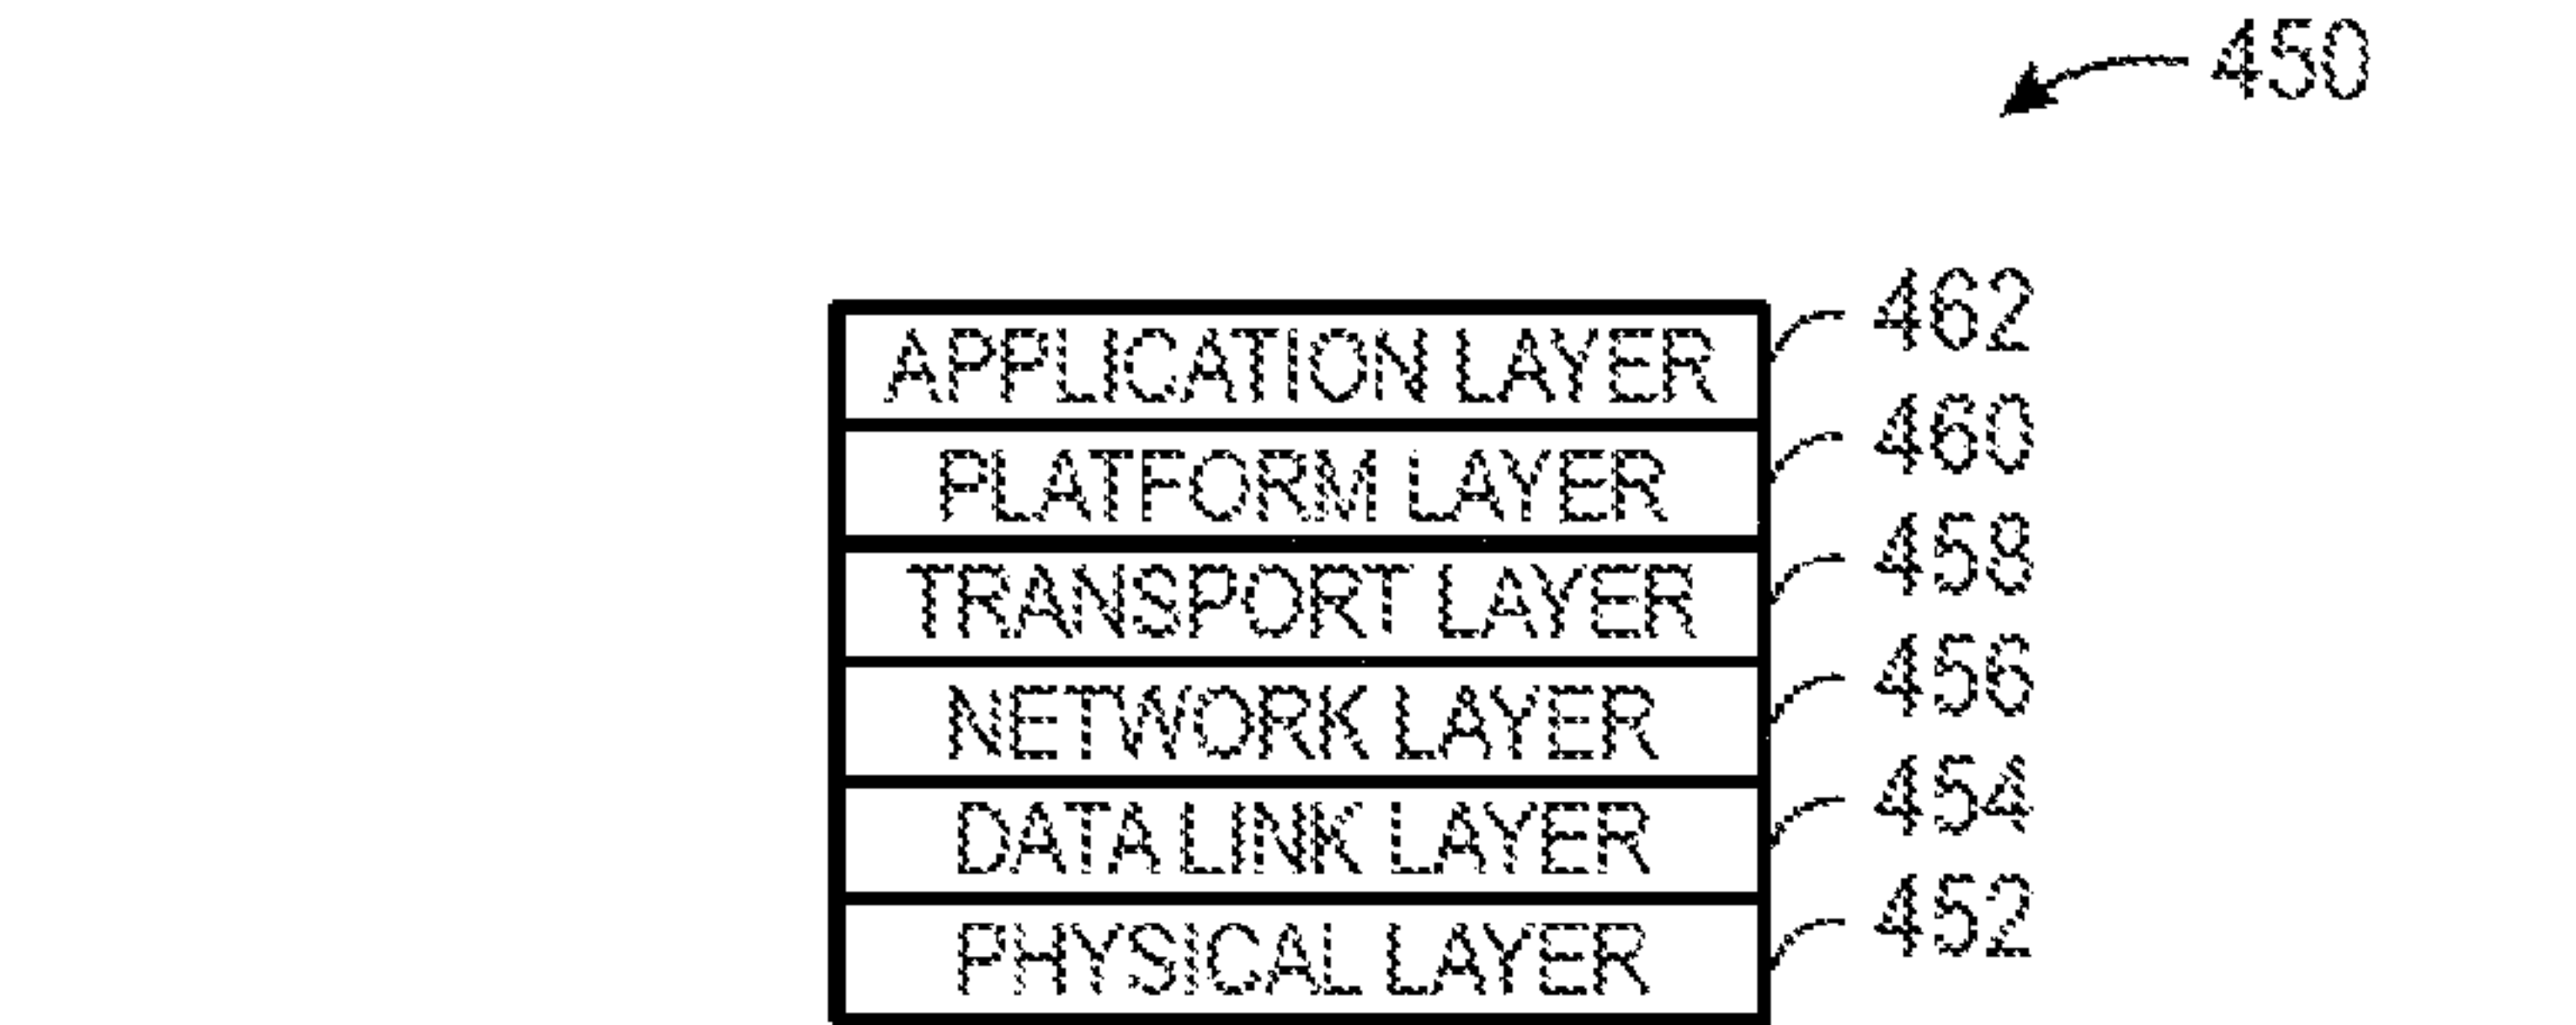 450
APPLICATION LAYER 462
PLATFORM LAYER 460
TRANSPORT LAYER 458
NETWORK LAYER 456
DATA LINK LAYER 454
PHYSICAL LAYER 452